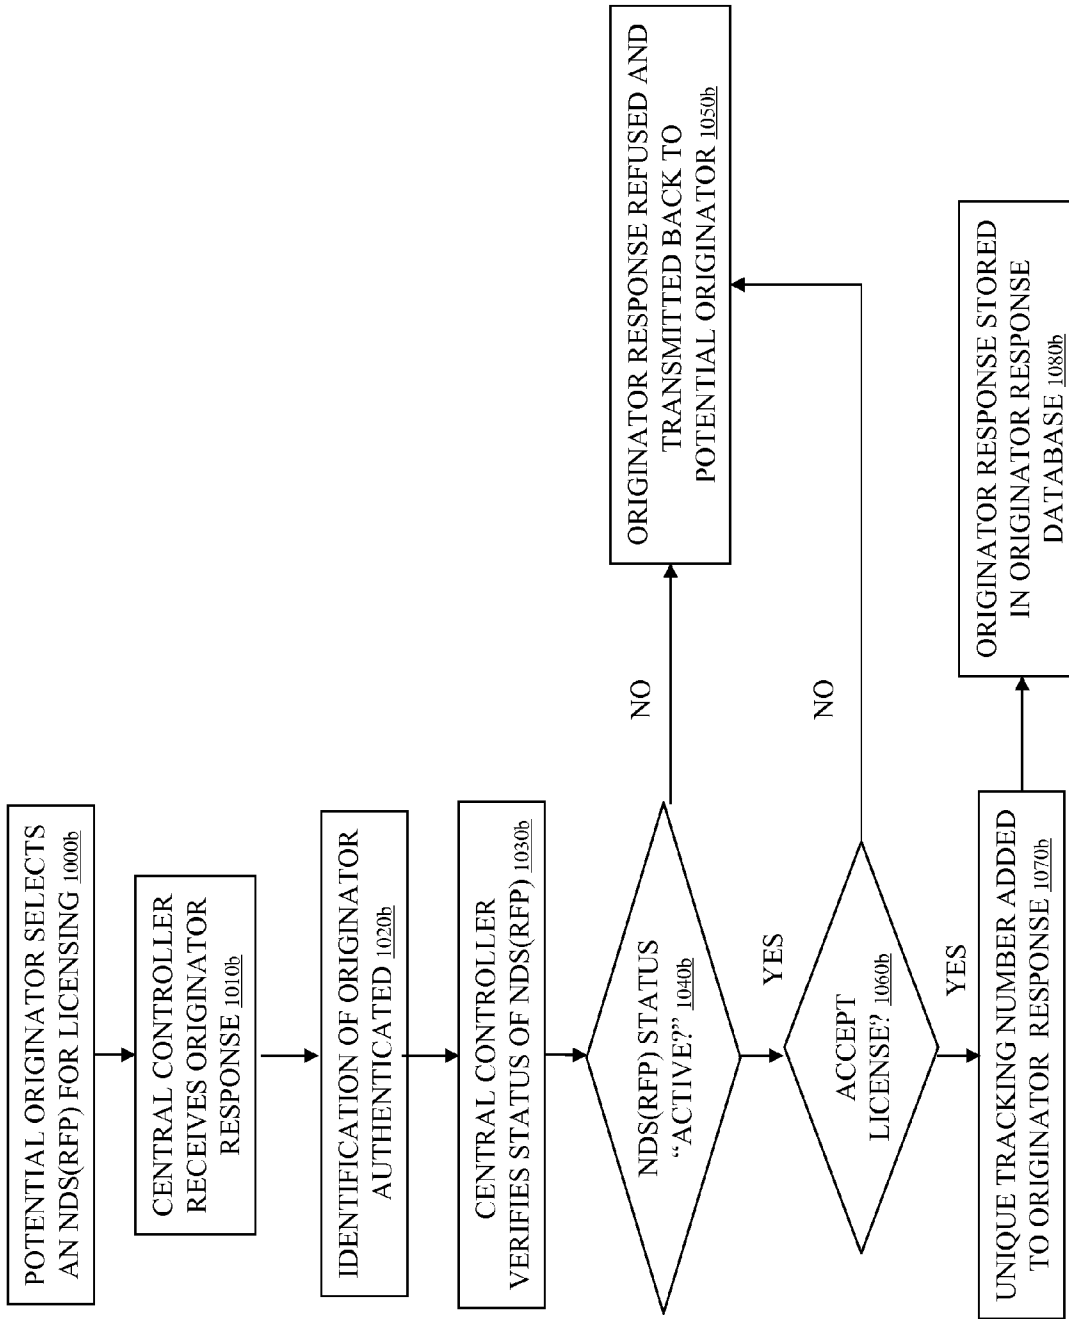 POTENTIAL ORIGINATOR SELECTS
AN NDS(RFP) FOR LICENSING 1000b
CENTRAL CONTROLLER
RECEIVES ORIGINATOR
RESPONSE 1010b
IDENTIFICATION OF ORIGINATOR
AUTHENTICATED 1020b
CENTRAL CONTROLLER
VERIFIES STATUS OF NDS(RFP) 1030b
NDS(RFP) STATUS
“ACTIVE?” 1040b
NO
ORIGINATOR RESPONSE REFUSED AND
TRANSMITTED BACK TO
POTENTIAL ORIGINATOR 1050b
YES
ACCEPT
LICENSE? 1060b
NO
YES
UNIQUE TRACKING NUMBER ADDED
TO ORIGINATOR RESPONSE 1070b
ORIGINATOR RESPONSE STORED
IN ORIGINATOR RESPONSE
DATABASE 1080b